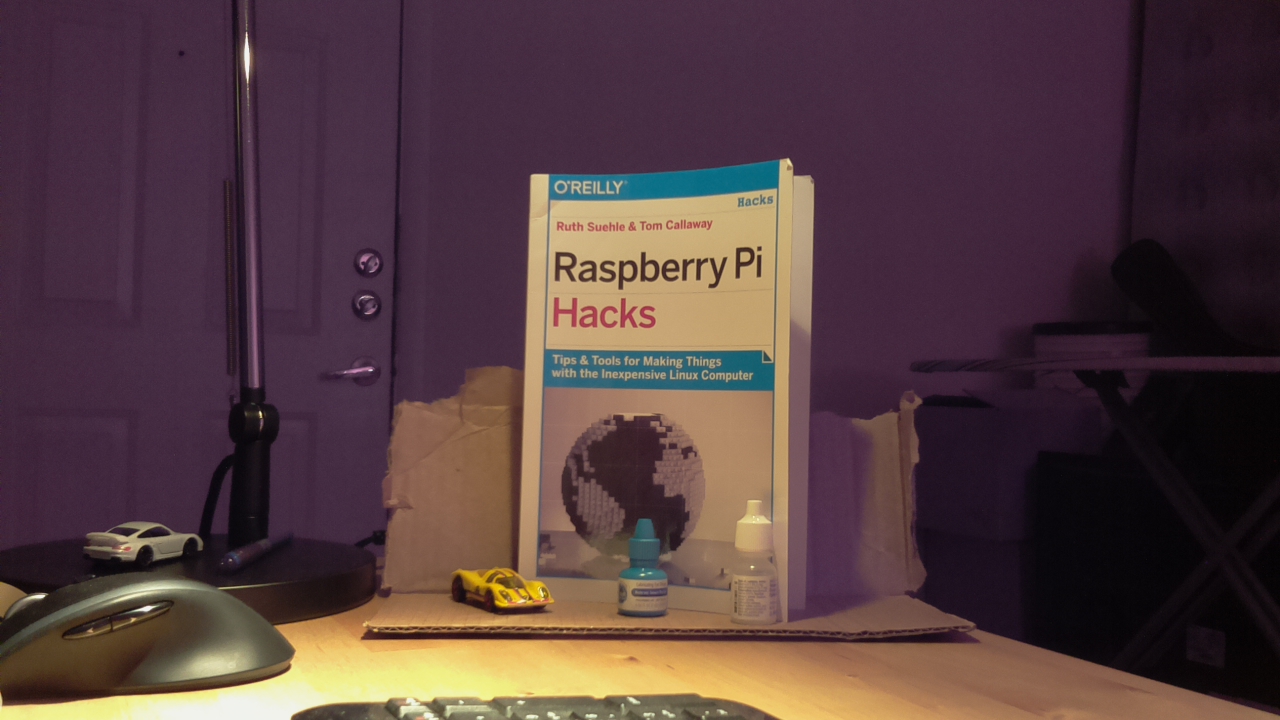 O'REILLY®
Hacks
Ruth Suehle & Tom Callaway
Raspberry Pi
Hacks
Tips & Tools for Making Things
with the Inexpensive Linux Computer